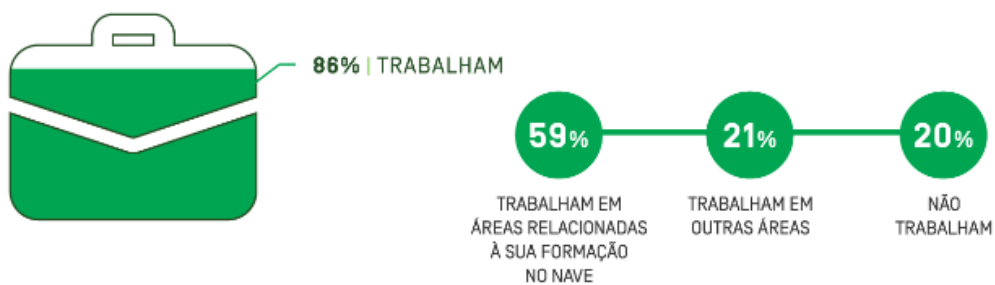 86% | TRABALHAM
59%
TRABALHAM EM
ÁREAS RELACIONADAS
À SUA FORMAÇÃO
NO NAVE
21%
TRABALHAM EM
OUTRAS ÁREAS
20%
NÃO
TRABALHAM